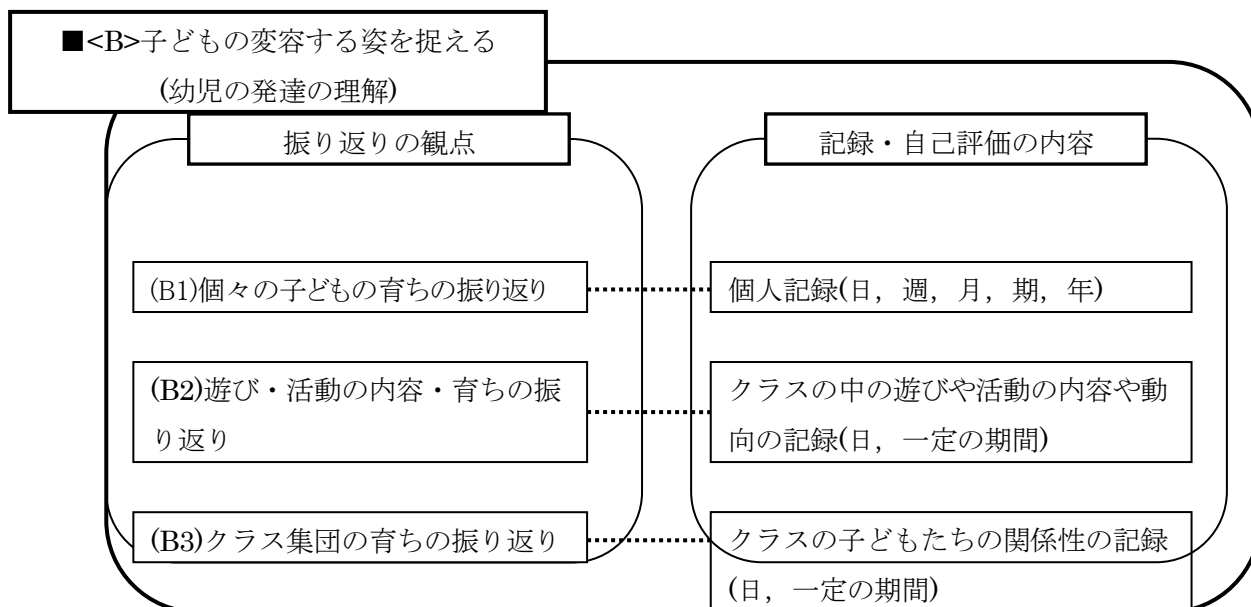 ■<B>子どもの変容する姿を捉える
(幼児の発達の理解)
振り返りの観点
記録・自己評価の内容
(B1)個々の子どもの育ちの振り返り
個人記録(日，週，月，期，年)
(B2)遊び・活動の内容・育ちの振
り返り
クラスの中の遊びや活動の内容や動
向の記録(日，一定の期間)
(B3)クラス集団の育ちの振り返り
クラスの子どもたちの関係性の記録
(日，一定の期間)